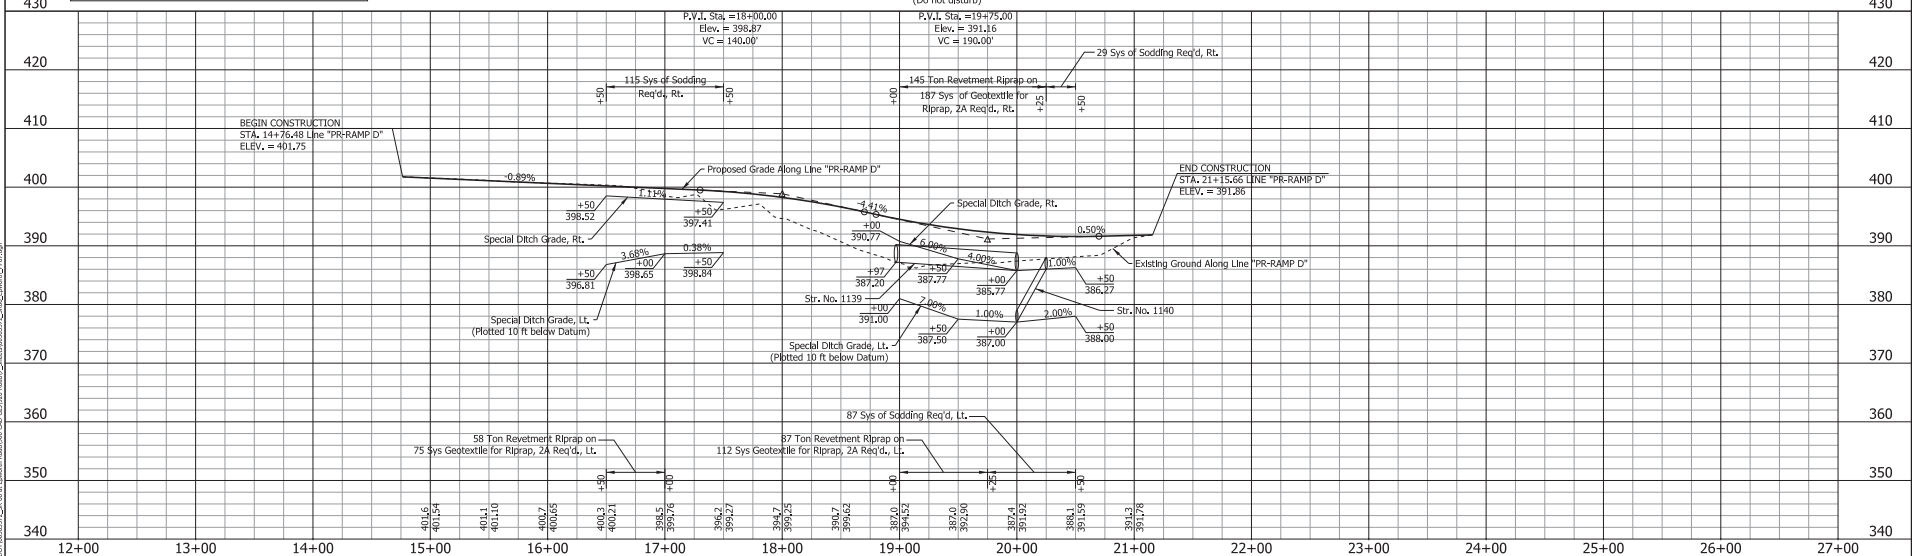 (Do not disturb)
430
430
P.V.I. Sta. =18+00.00
Elev. = 398.87
VC = 140.00'
P.V.I. Sta. =19+75.00
Elev. = 391.16
VC = 190.00'
29 Sys of Sodding Req'd, Rt.
420
420
115 Sys of Sodding
Req'd., Rt.
+50
+50
145 Ton Revetment Riprap on
187 Sys of Geotextile for
Riprap, 2A Req'd., Rt.
+00
+25
+50
410
410
BEGIN CONSTRUCTION
STA. 14+76.48 Line "PR-RAMP D"
ELEV. = 401.75
END CONSTRUCTION
STA. 21+15.66 LINE "PR-RAMP D"
ELEV. = 391.86
400
400
-0.89%
Proposed Grade Along Line "PR-RAMP D"
1.11%
+50
398.52
+50
397.41
-4.41%
Special Ditch Grade, Rt.
+00
390.77
0.50%
Special Ditch Grade, Rt.
390
390
3.68%
0.38%
6.00%
4.00%
1.00%
Existing Ground Along Line "PR-RAMP D"
+50
396.81
+00
398.65
+50
398.84
+97
387.20
+50
387.77
+00
385.77
+50
386.27
380
380
Str. No. 1139
+00
391.00
7.00%
1.00%
2.00%
Str. No. 1140
Special Ditch Grade, Lt.
(Plotted 10 ft below Datum)
+50
387.50
+00
387.00
+50
388.00
Special Ditch Grade, Lt.
(Plotted 10 ft below Datum)
370
370
360
360
87 Sys of Sodding Req'd, Lt.
58 Ton Revetment Riprap on
75 Sys Geotextile for Riprap, 2A Req'd., Lt.
87 Ton Revetment Riprap on
112 Sys Geotextile for Riprap, 2A Req'd., Lt.
350
350
+50
+00
+00
+25
+50
401.6
401.54
401.1
401.10
400.7
400.65
400.3
400.21
398.5
399.76
396.2
399.27
394.7
399.25
390.7
399.62
387.0
394.52
387.0
392.90
387.4
391.92
388.1
391.59
391.3
391.78
340
340
12+00 13+00 14+00 15+00 16+00 17+00 18+00 19+00 20+00 21+00 22+00 23+00 24+00 25+00 26+00 27+00